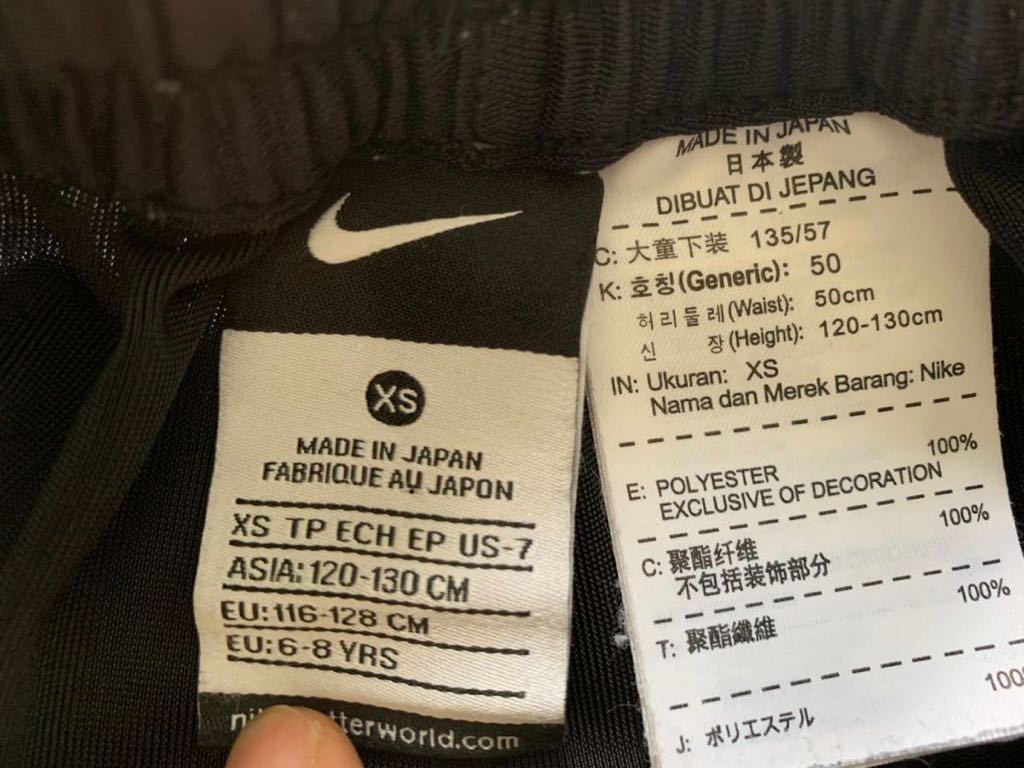 XS
MADE IN JAPAN
FABRIQUE AU JAPON
XS TP ECH EP US-7
ASIA: 120-130 CM
EU: 116-128 CM
EU: 6-8 YRS
MADE IN JAPAN
日本製
DIBUAT DI JEPANG
C: 大童下装 135/57
K: 호칭(Generic): 50
허리둘레(Waist): 50cm
신 장(Height): 120-130cm
IN: Ukuran: XS
Nama dan Merek Barang: Nike
100%
E: POLYESTER
EXCLUSIVE OF DECORATION
100%
C: 聚酯纤维
不包括装饰部分
100%
T: 聚酯纖維
J: ポリエステル